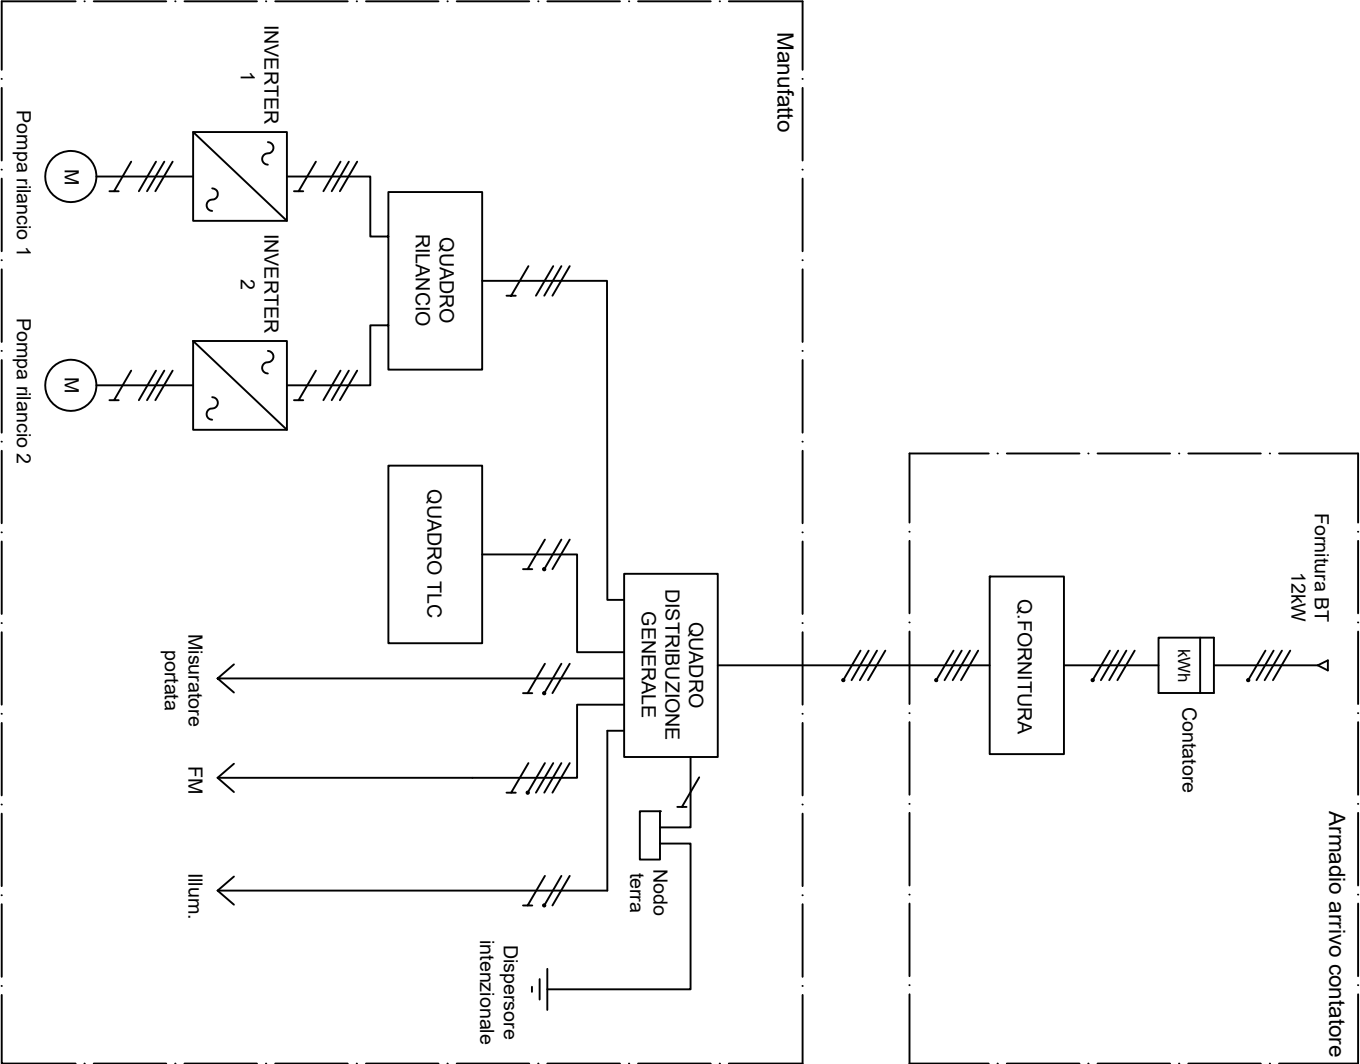 Armadio arrivo contatore
Fornitura BT
12kW
kWh
Contatore
Q.FORNITURA
Manufatto
QUADRO
DISTRIBUZIONE
GENERALE
Nodo
terra
Dispersore
intenzionale
QUADRO
RILANCIO
QUADRO TLC
INVERTER
1
INVERTER
2
M
Pompa rilancio 1
M
Pompa rilancio 2
Misuratore
portata
FM
Illum.